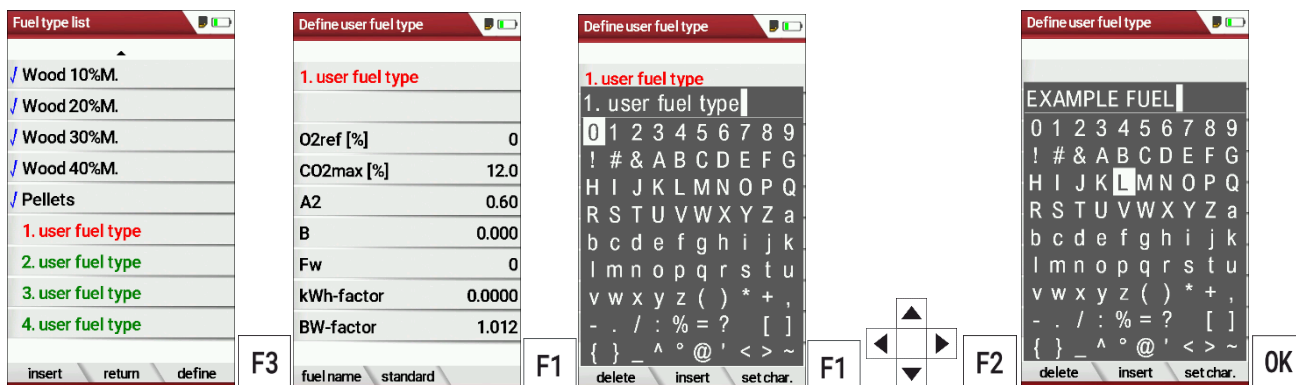 Fuel type list
Wood 10%M.
Wood 20%M.
Wood 30%M.
Wood 40%M.
Pellets
1. user fuel type
2. user fuel type
3. user fuel type
4. user fuel type
insert return define
F3
Define user fuel type
1. user fuel type
O2ref [%] 0
CO2max [%] 12.0
A2 0.60
B 0.000
Fw 0
kWh-factor 0.0000
BW-factor 1.012
fuel name standard
F1
Define user fuel type
1. user fuel type
1. user fuel type
0 1 2 3 4 5 6 7 8 9
! # & A B C D E F G
H I J K L M N O P Q
R S T U V W X Y Z a
b c d e f g h i j k
l m n o p q r s t u
v w x y z ( ) * + ,
- . / : % = ? [ ]
{ } _ ^ ° @ ' < > ~
delete insert set char.
F1
F2
Define user fuel type
EXAMPLE FUEL
0 1 2 3 4 5 6 7 8 9
! # & A B C D E F G
H I J K L M N O P Q
R S T U V W X Y Z a
b c d e f g h i j k
l m n o p q r s t u
v w x y z ( ) * + ,
- . / : % = ? [ ]
{ } _ ^ ° @ ' < > ~
delete insert set char.
OK